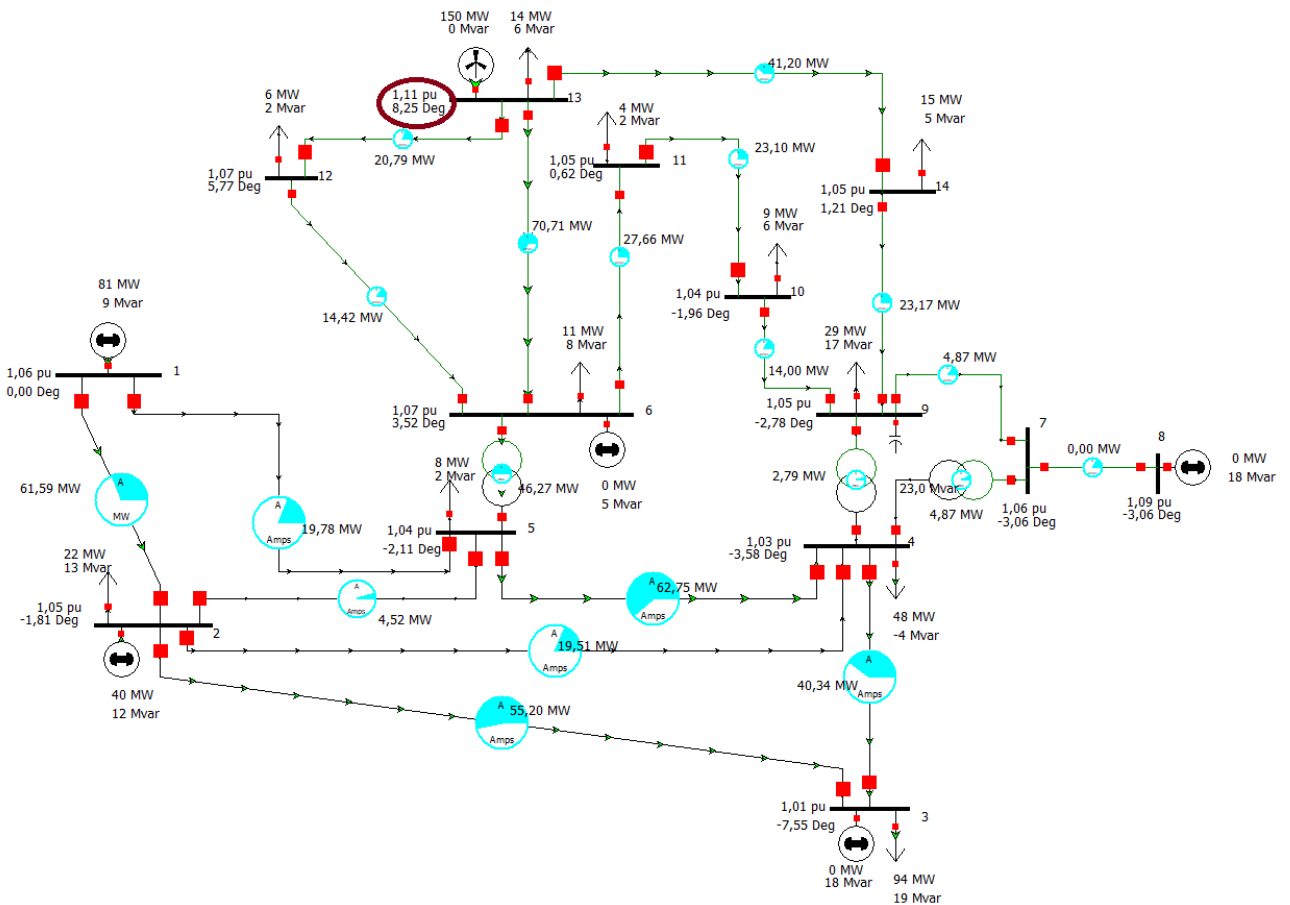 150 MW
0 Mvar
14 MW
6 Mvar
41,20 MW
1,11 pu
8,25 Deg
13
6 MW
2 Mvar
20,79 MW
4 MW
2 Mvar
11
23,10 MW
15 MW
5 Mvar
1,07 pu
5,77 Deg
12
1,05 pu
0,62 Deg
1,05 pu
1,21 Deg
14
70,71 MW
27,66 MW
9 MW
6 Mvar
1,04 pu
-1,96 Deg
10
23,17 MW
14,42 MW
81 MW
9 Mvar
11 MW
8 Mvar
29 MW
17 Mvar
14,00 MW
4,87 MW
1,06 pu
0,00 Deg
1
1,07 pu
3,52 Deg
6
1,05 pu
-2,78 Deg
9
7
0,00 MW
8
0 MW
18 Mvar
8 MW
2 Mvar
46,27 MW
0 MW
5 Mvar
2,79 MW
23,0 Mvar
4,87 MW
1,06 pu
-3,06 Deg
1,09 pu
-3,06 Deg
61,59 MW
A
MW
A
Amps
19,78 MW
1,04 pu
-2,11 Deg
5
1,03 pu
-3,58 Deg
4
22 MW
13 Mvar
A
Amps
4,52 MW
A
Amps
62,75 MW
48 MW
-4 Mvar
1,05 pu
-1,81 Deg
2
A
Amps
19,51 MW
40 MW
12 Mvar
A
Amps
55,20 MW
A
Amps
40,34 MW
1,01 pu
-7,55 Deg
3
0 MW
18 Mvar
94 MW
19 Mvar